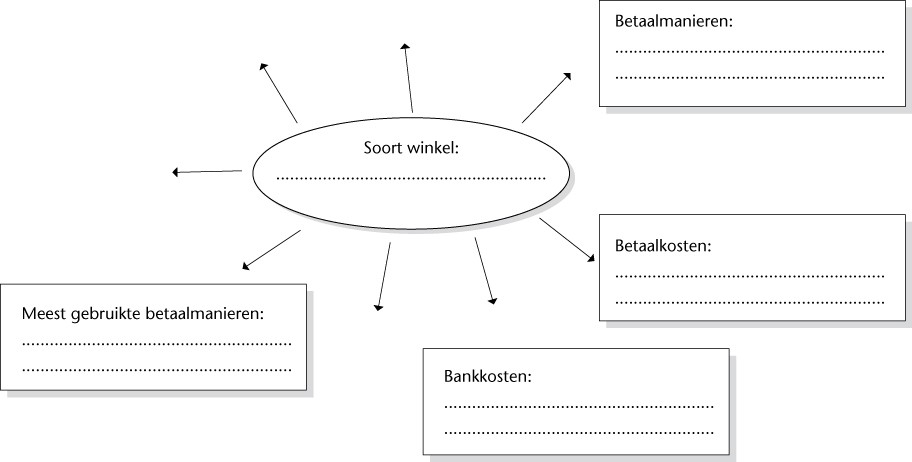 Betaalmanieren:
..........................................................
..........................................................
Soort winkel:
..........................................................
Betaalkosten:
..........................................................
..........................................................
Meest gebruikte betaalmanieren:
..........................................................
..........................................................
Bankkosten:
..........................................................
..........................................................